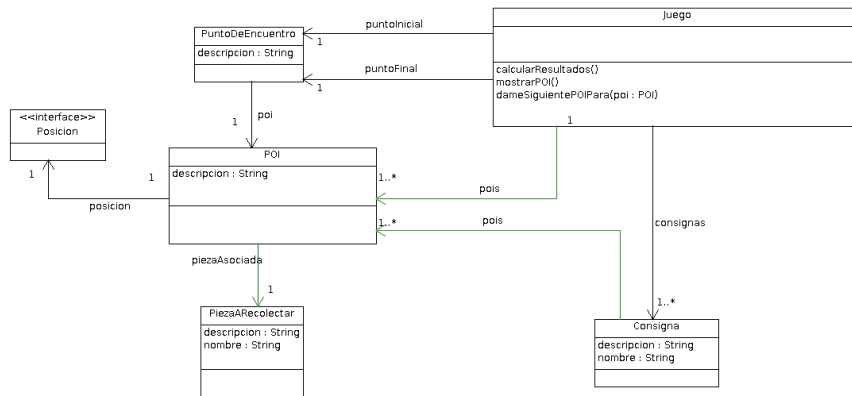 Juego
calcularResultados()
mostrarPOI()
dameSiguientePOIPara(poi : POI)
PuntoDeEncuentro
descripcion : String
puntoInicial
1
puntoFinal
1
poi
1
<<interface>>
Posicion
1
1
posicion
POI
descripcion : String
1
1..*
pois
1..*
pois
consignas
1..*
piezaAsociada
1
PiezaARecolectar
descripcion : String
nombre : String
Consigna
descripcion : String
nombre : String